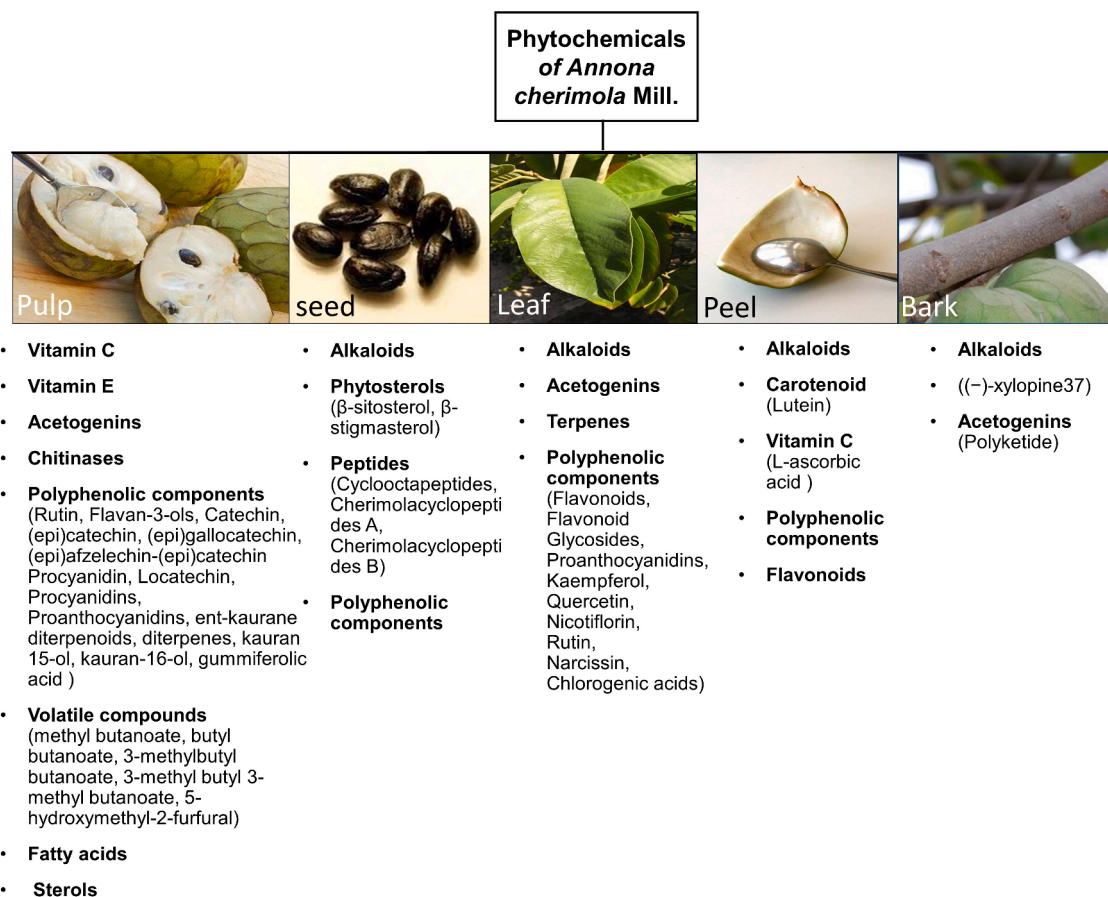 Phytochemicals
of Annona
cherimola Mill.
Pulp
seed
Leaf
Peel
Bark
• Vitamin C
• Vitamin E
• Acetogenins
• Chitinases
• Polyphenolic components
(Rutin, Flavan-3-ols, Catechin,
(epi)catechin, (epi)gallocatechin,
(epi)afzelechin-(epi)catechin
Procyanidin, Locatechin,
Procyanidins,
Proanthocyanidins, ent-kaurane
diterpenoids, diterpenes, kauran
15-ol, kauran-16-ol, gummiferolic
acid )
• Volatile compounds
(methyl butanoate, butyl
butanoate, 3-methylbutyl
butanoate, 3-methyl butyl 3-
methyl butanoate, 5-
hydroxymethyl-2-furfural)
• Fatty acids
• Sterols
• Alkaloids
• Phytosterols
(β-sitosterol, β-
stigmasterol)
• Peptides
(Cyclooctapeptides,
Cherimolacyclopepti
des A,
Cherimolacyclopepti
des B)
• Polyphenolic
components
• Alkaloids
• Acetogenins
• Terpenes
• Polyphenolic
components
(Flavonoids,
Flavonoid
Glycosides,
Proanthocyanidins,
Kaempferol,
Quercetin,
Nicotiflorin,
Rutin,
Narcissin,
Chlorogenic acids)
• Alkaloids
• Carotenoid
(Lutein)
• Vitamin C
(L-ascorbic
acid )
• Polyphenolic
components
• Flavonoids
• Alkaloids
• ((−)-xylopine37)
• Acetogenins
(Polyketide)